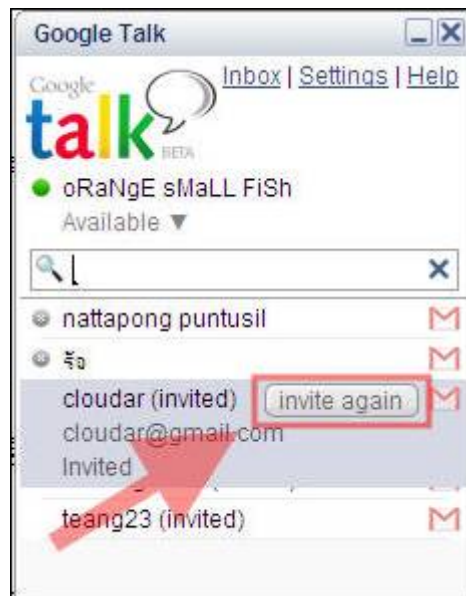 Google Talk
Inbox | Settings | Help
Google
talk
BETA
oRaNgE sMaLL FiSh
Available ▼
nattapong puntusil
รัอ
cloudar (invited) invite again
cloudar@gmail.com
Invited
teang23 (invited)